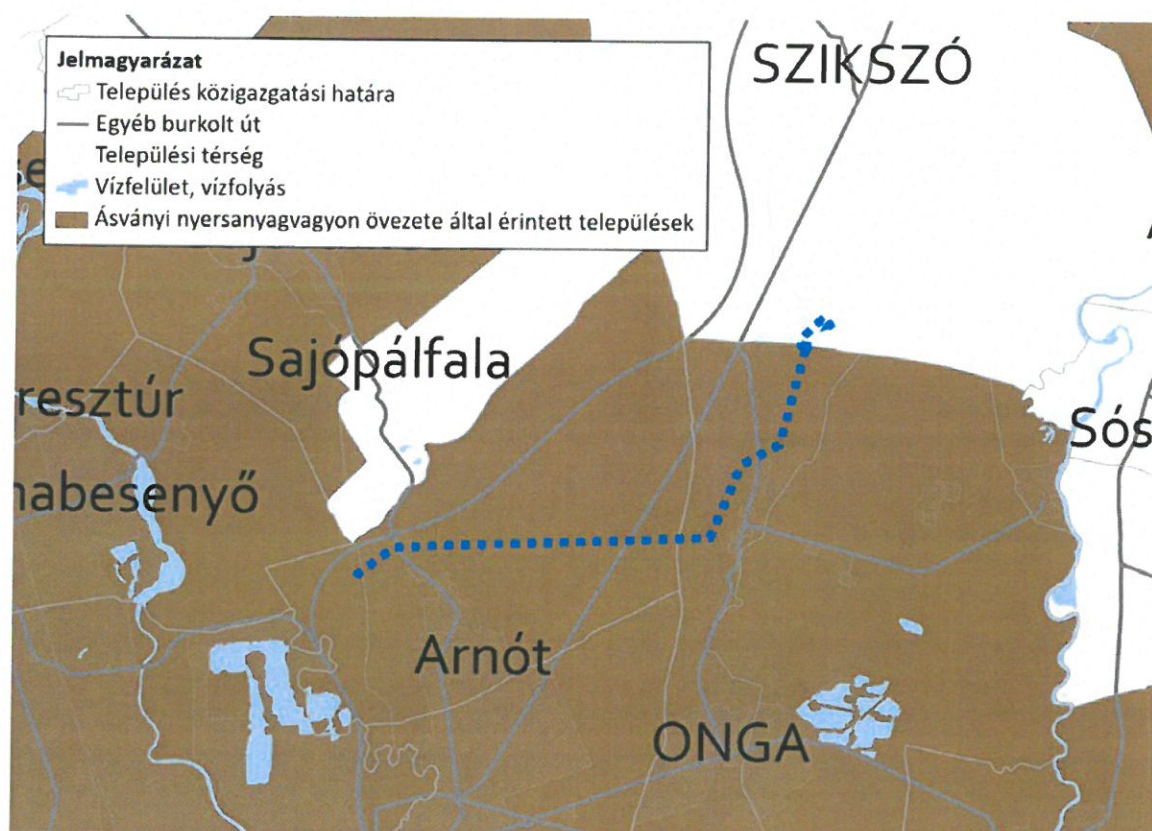 Jelmagyarázat
Település közigazgatási határa
Egyéb burkolt út
Települési térség
Vízfelület, vízfolyás
Ásványi nyersanyagvagyon övezete által érintett települések
SZIKSZÓ
Sajópálfala
resztúr
Sós
nabesenyő
Arnót
ONGA